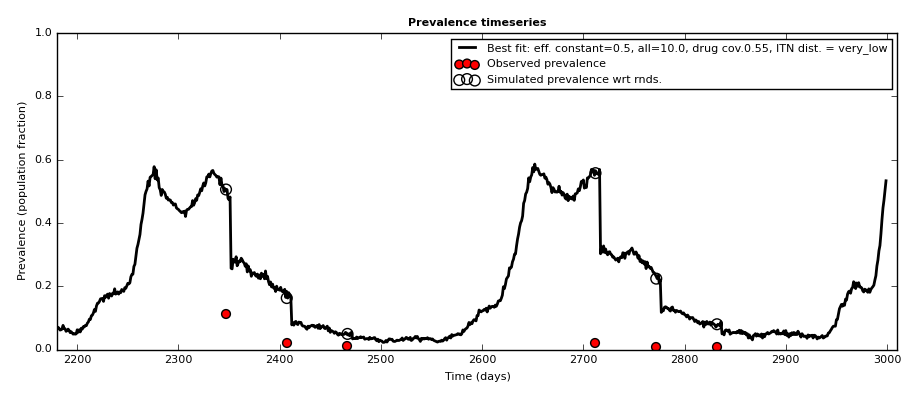 Prevalence timeseries
1.0
0.8
0.6
0.4
0.2
0.0
Prevalence (population fraction)
Best fit: eff. constant=0.5, all=10.0, drug cov.0.55, ITN dist. = very_low
Observed prevalence
Simulated prevalence wrt rnds.
2200 2300 2400 2500 2600 2700 2800 2900 3000
Time (days)